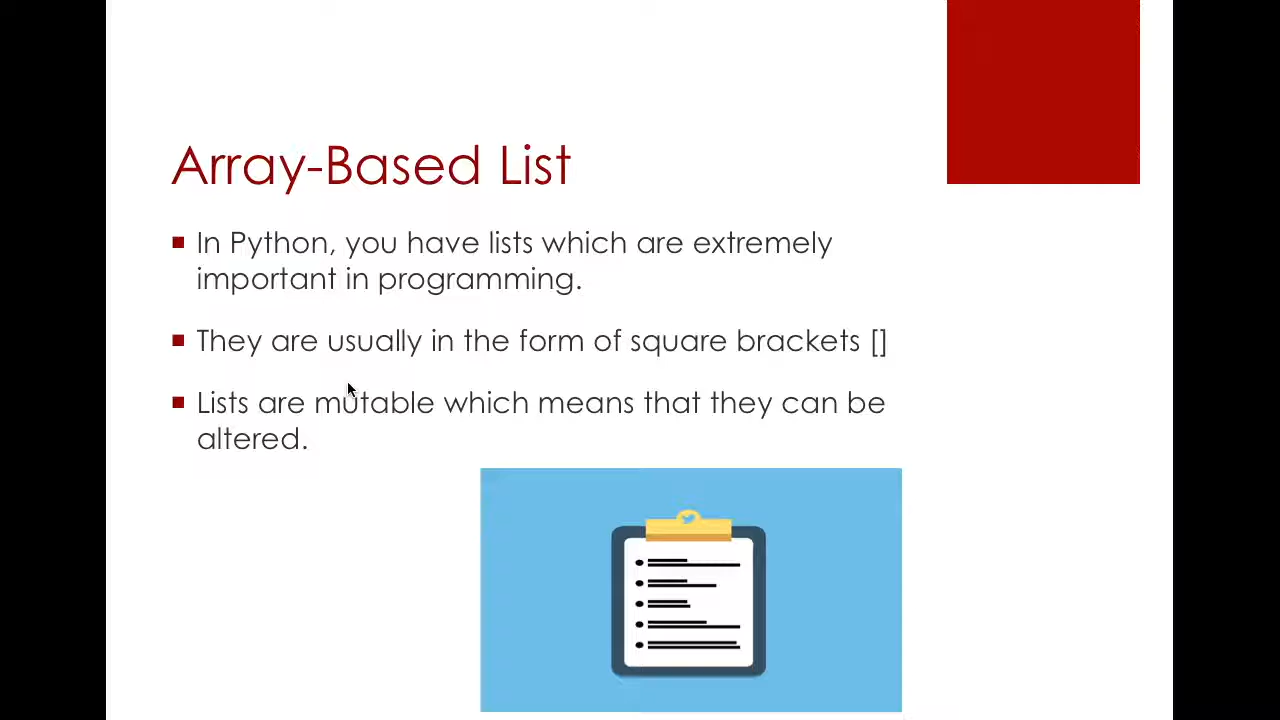 Array-Based List
In Python, you have lists which are extremely
important in programming.
They are usually in the form of square brackets []
Lists are mutable which means that they can be
altered.